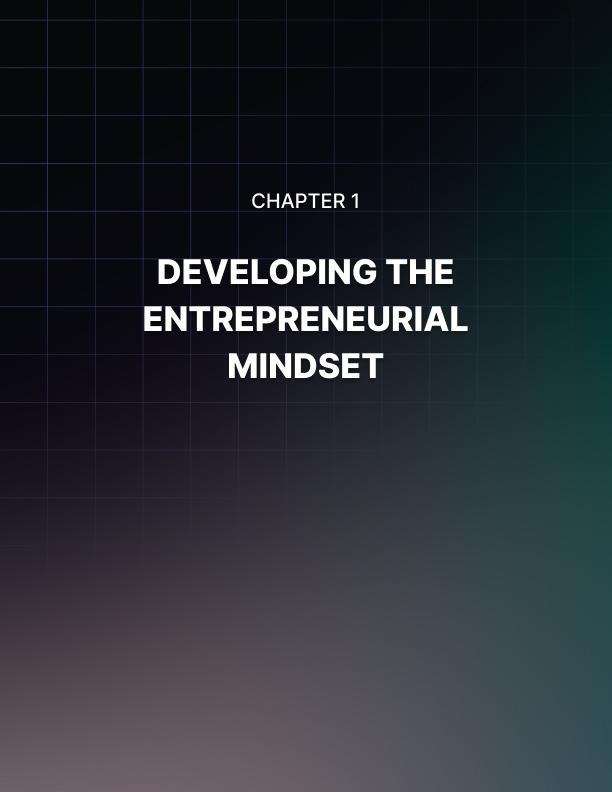 CHAPTER 1
DEVELOPING THE
ENTREPRENEURIAL
MINDSET